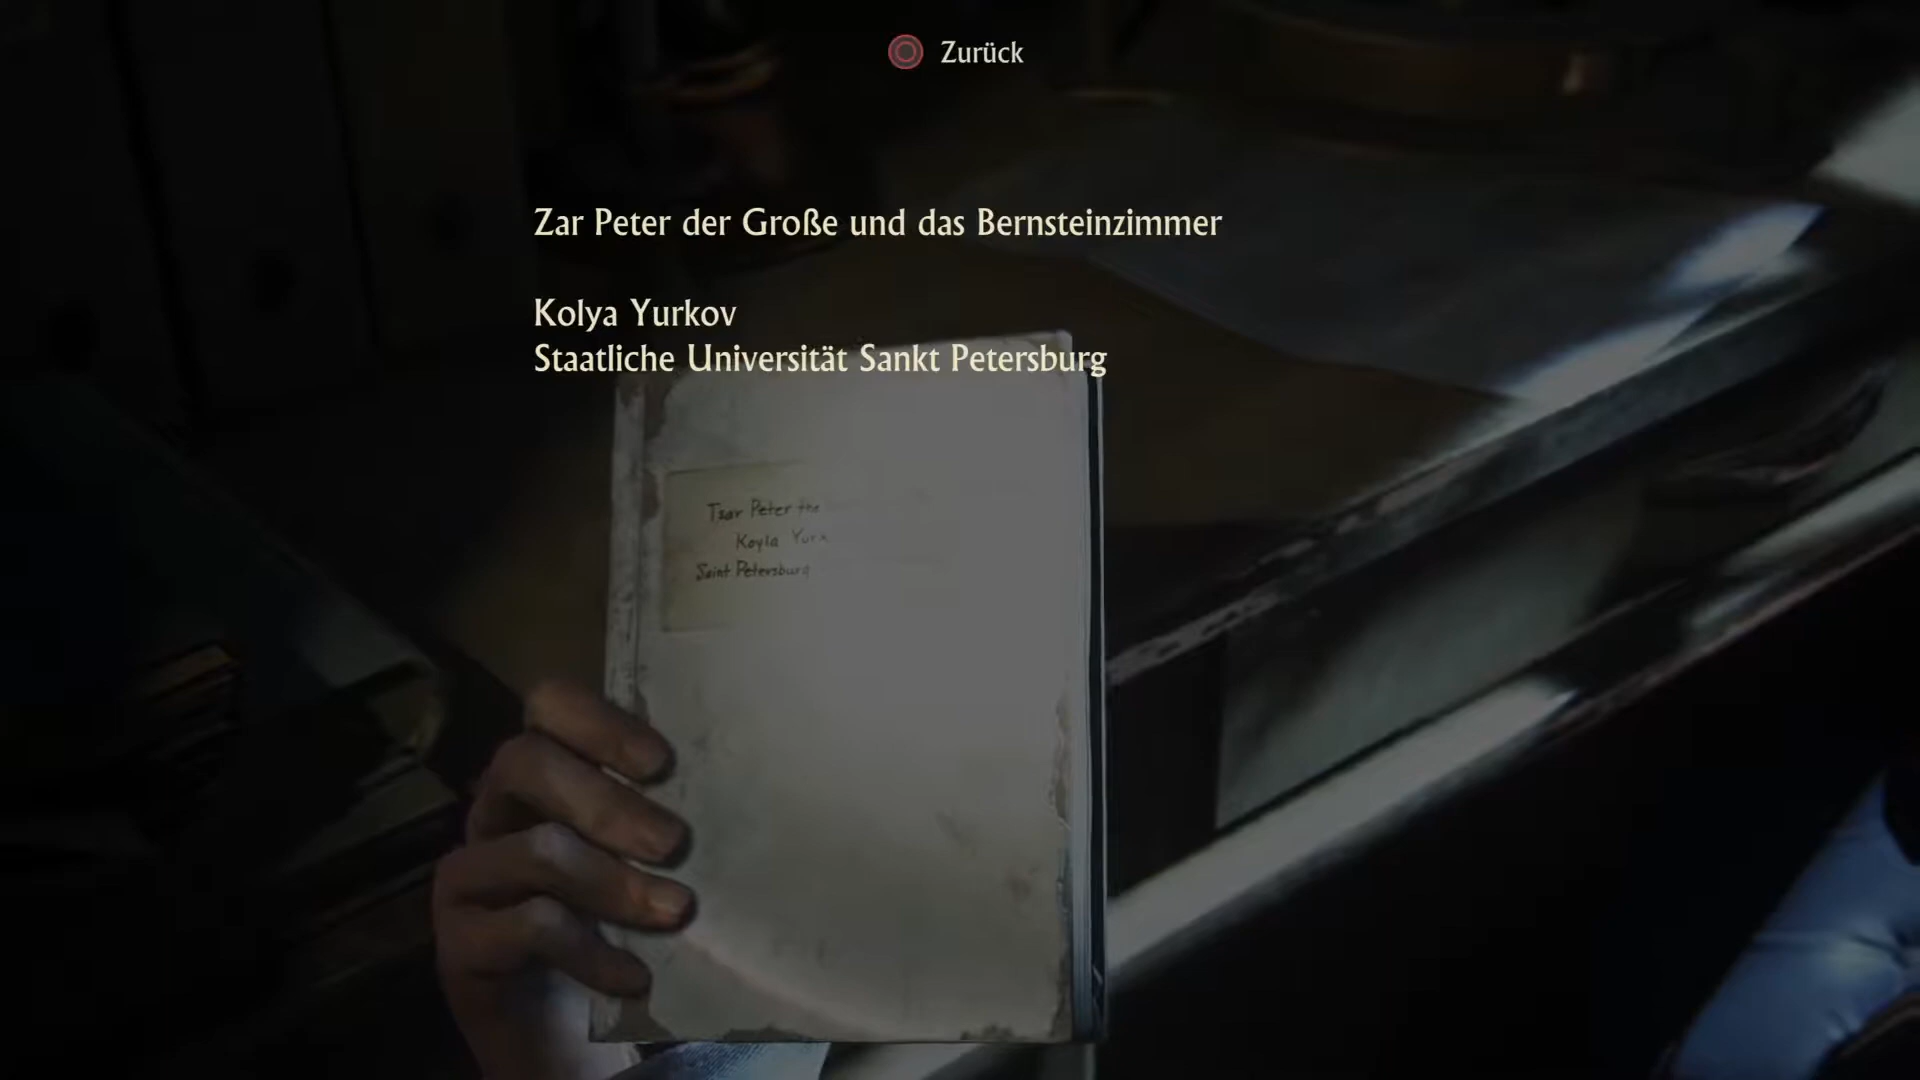 Zurück
Zar Peter der Große und das Bernsteinzimmer
Kolya Yurkov
Staatliche Universität Sankt Petersburg
Tsar Peter the
Koyla
Saint Petersburg